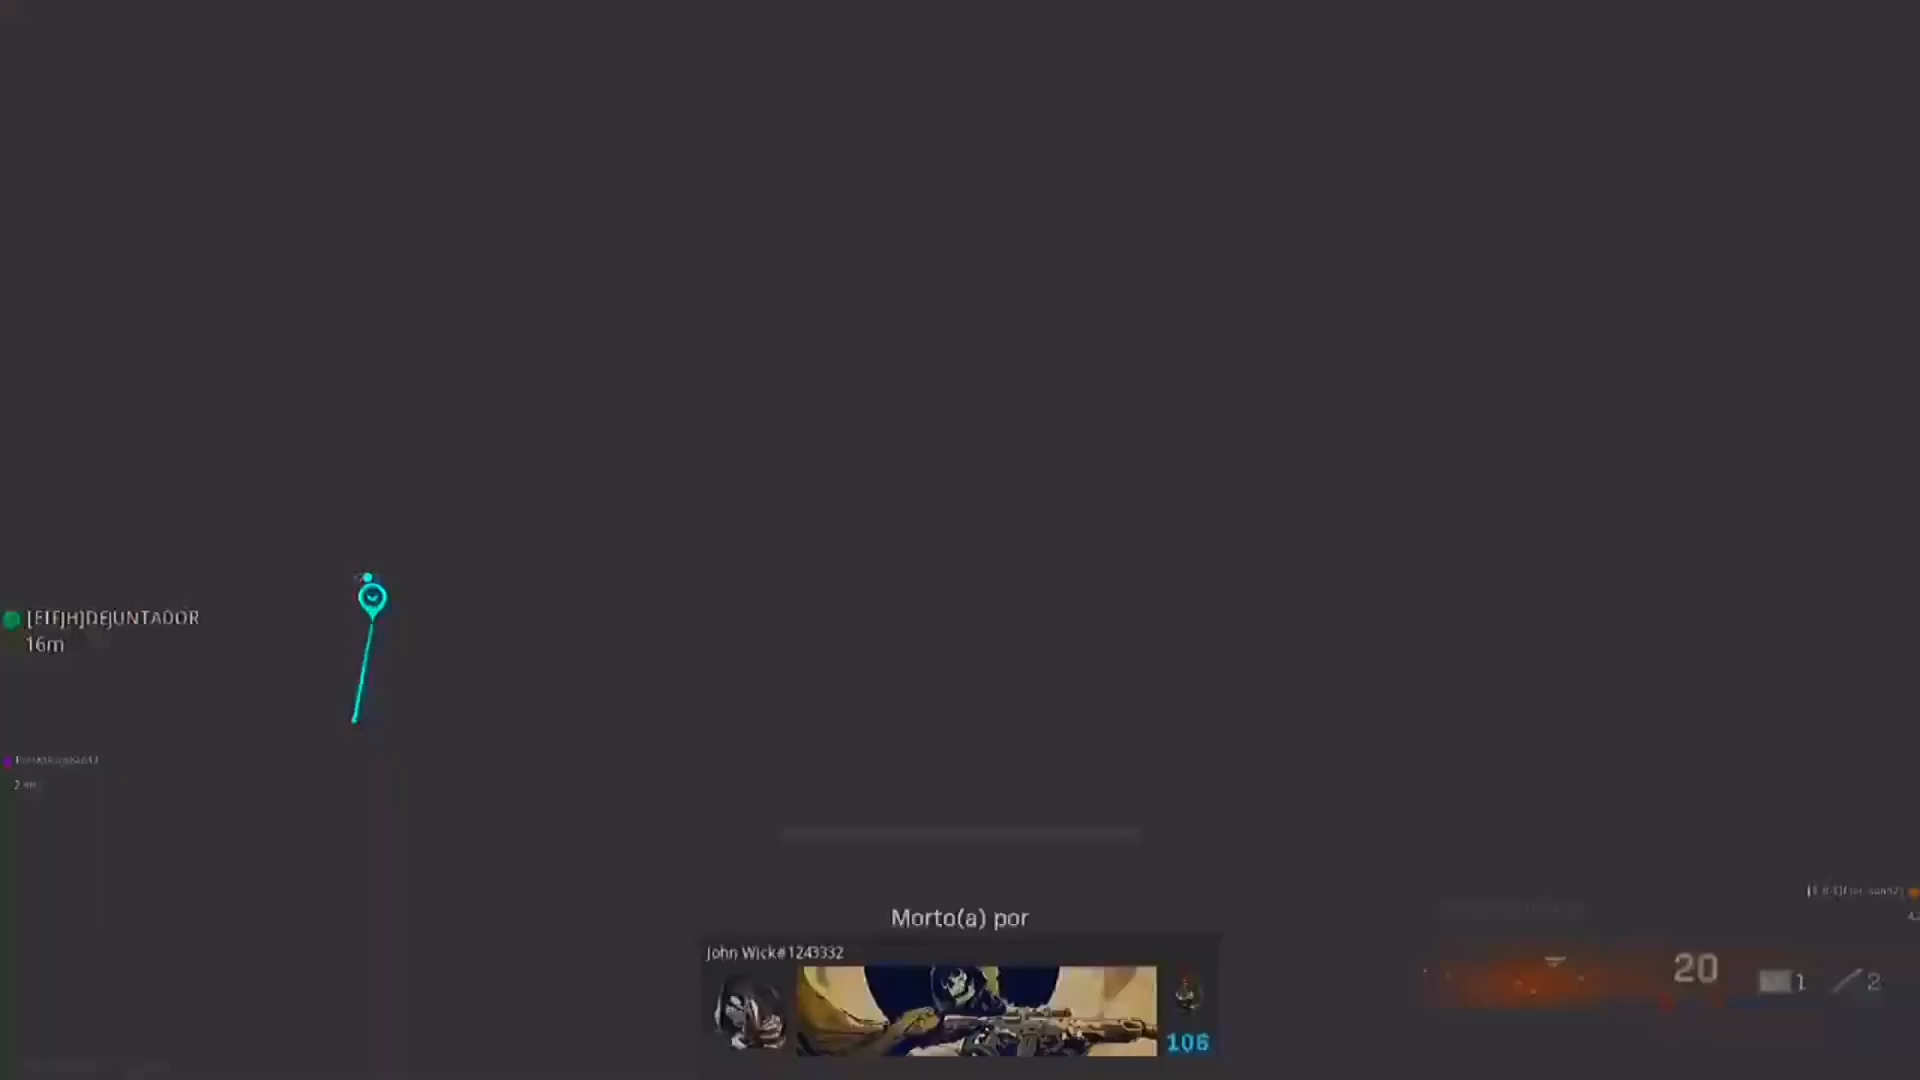 [EIFJH]DEJUNTADOR
16m
Morto(a) por
John Wick#1243332
106
20
1
2